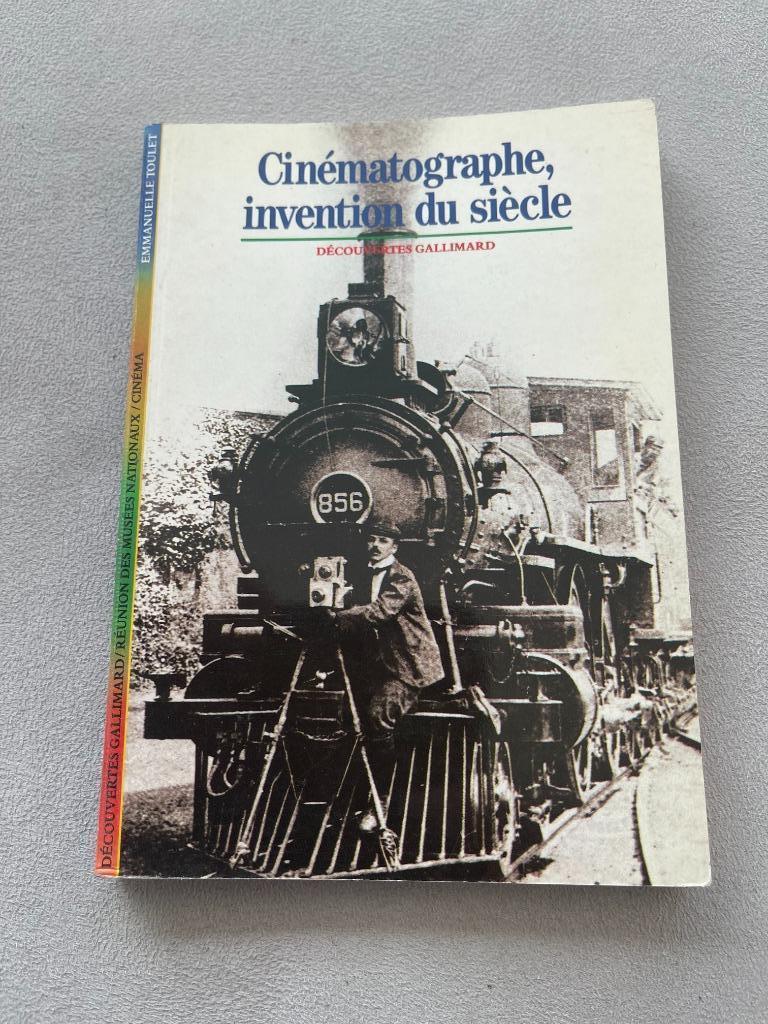 Cinématographe,
invention du siècle
DÉCOUVERTES GALLIMARD
856
EMMANUELLE TOULET
DÉCOUVERTES GALLIMARD/RÉUNION DES MUSÉES NATIONAUX/CINÉMA